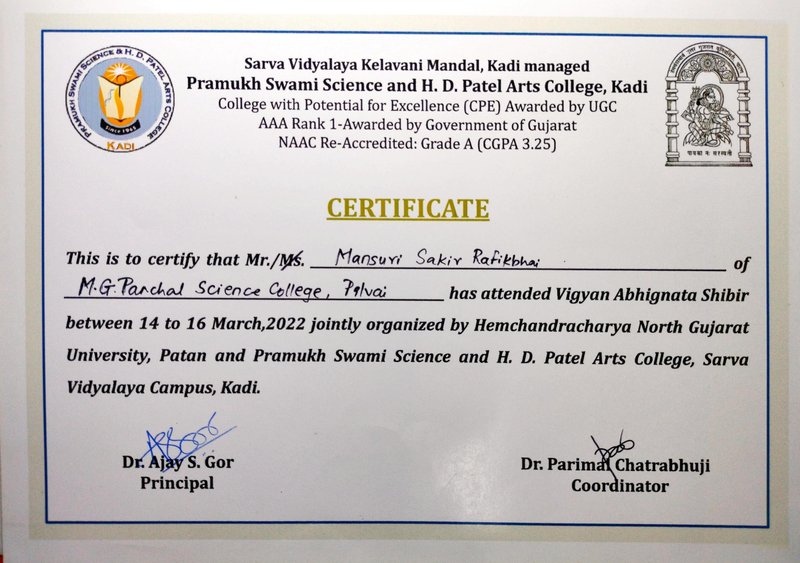 PRAMUKH SWAMI SCIENCE & H. D. PATEL ARTS COLLEGE
Since 1965
KADI
Sarva Vidyalaya Kelavani Mandal, Kadi managed
Pramukh Swami Science and H. D. Patel Arts College, Kadi
College with Potential for Excellence (CPE) Awarded by UGC
AAA Rank 1-Awarded by Government of Gujarat
NAAC Re-Accredited: Grade A (CGPA 3.25)
पावका नः सरस्वती
CERTIFICATE
This is to certify that Mr./Ms. Mansuri Sakir Rafikbhai of
M.G. Panchal Science College, Pilvai has attended Vigyan Abhignata Shibir
between 14 to 16 March,2022 jointly organized by Hemchandracharya North Gujarat
University, Patan and Pramukh Swami Science and H. D. Patel Arts College, Sarva
Vidyalaya Campus, Kadi.
Dr. Ajay S. Gor
Principal
Dr. Parimal Chatrabhuji
Coordinator